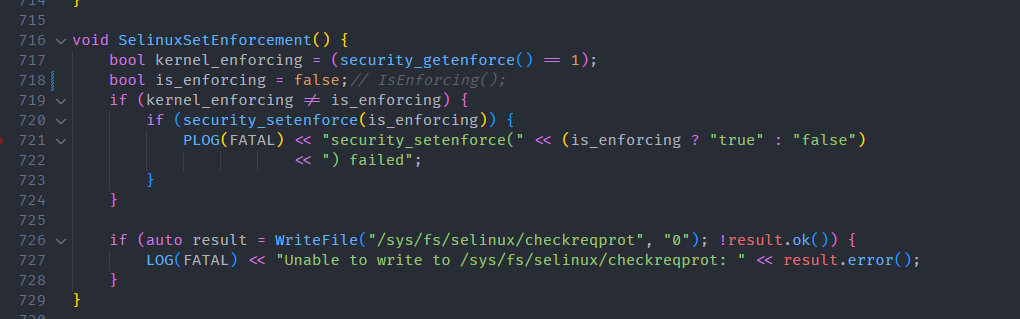 714 }
715
716 void SelinuxSetEnforcement() {
717     bool kernel_enforcing = (security_getenforce() == 1);
718     bool is_enforcing = false;// IsEnforcing();
719     if (kernel_enforcing != is_enforcing) {
720         if (security_setenforce(is_enforcing)) {
721             PLOG(FATAL) << "security_setenforce(" << (is_enforcing ? "true" : "false")
722                         << ") failed";
723         }
724     }
725
726     if (auto result = WriteFile("/sys/fs/selinux/checkreqprot", "0"); !result.ok()) {
727         LOG(FATAL) << "Unable to write to /sys/fs/selinux/checkreqprot: " << result.error();
728     }
729 }
730